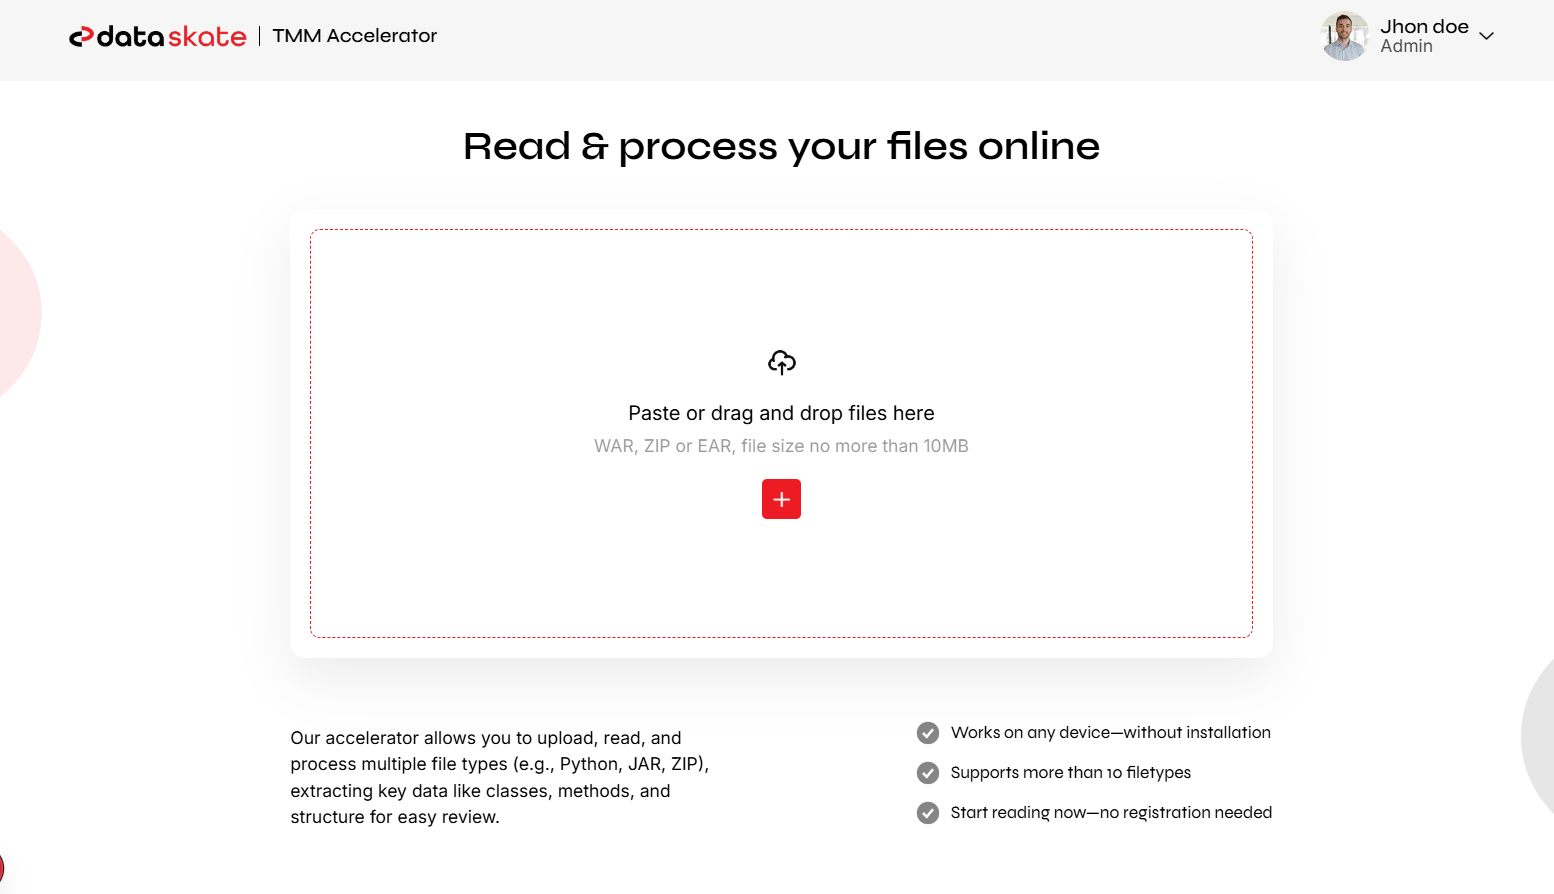 data skate | TMM Accelerator
Jhon doe
Admin
Read & process your files online
Paste or drag and drop files here
WAR, ZIP or EAR, file size no more than 10MB
Our accelerator allows you to upload, read, and
process multiple file types (e.g., Python, JAR, ZIP),
extracting key data like classes, methods, and
structure for easy review.
Works on any device—without installation
Supports more than 10 filetypes
Start reading now—no registration needed